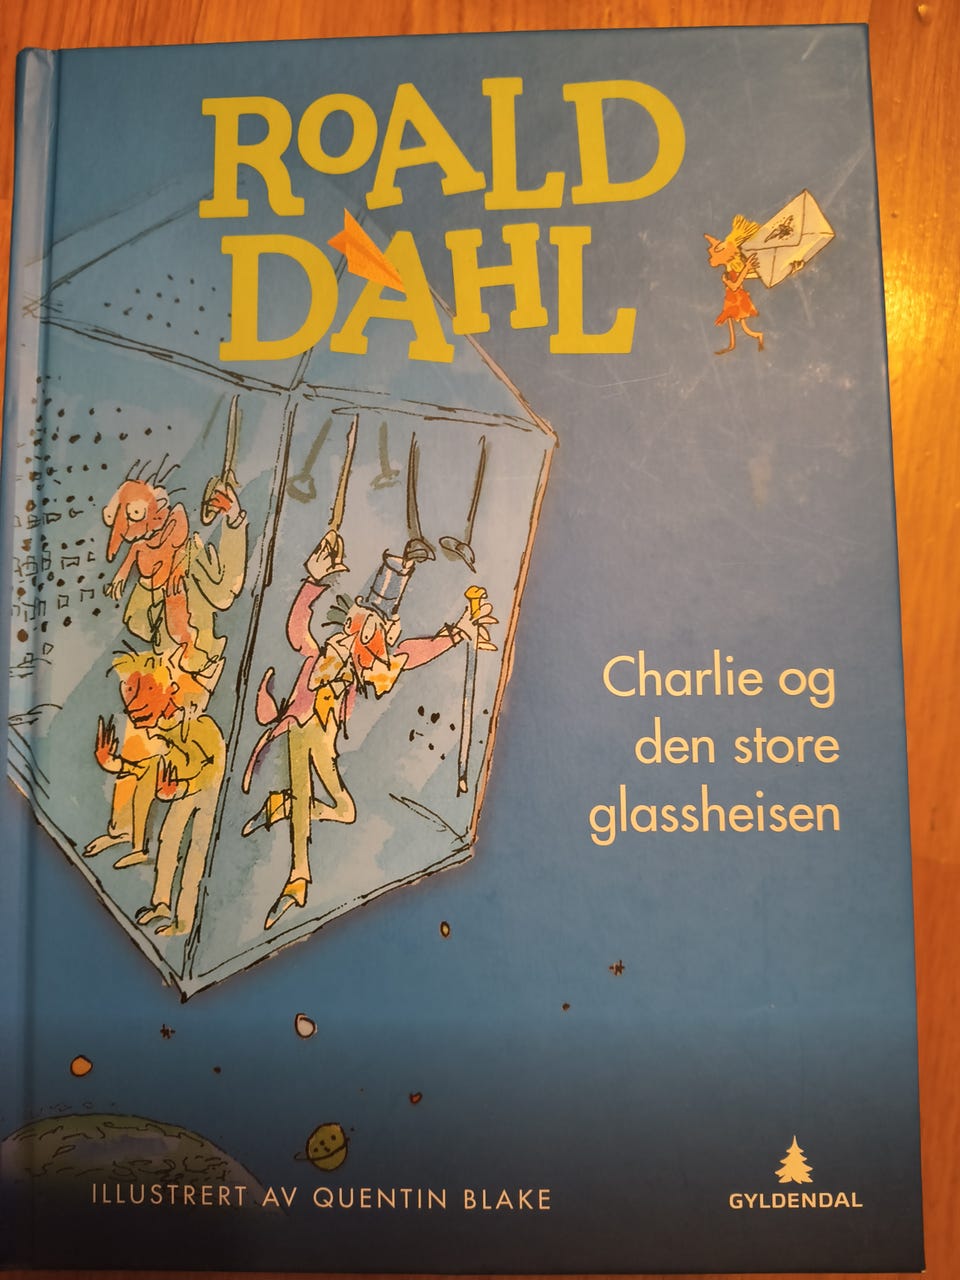 ROALD
DAHL
Charlie og
den store
glassheisen
ILLUSTRERT AV QUENTIN BLAKE
GYLDENDAL